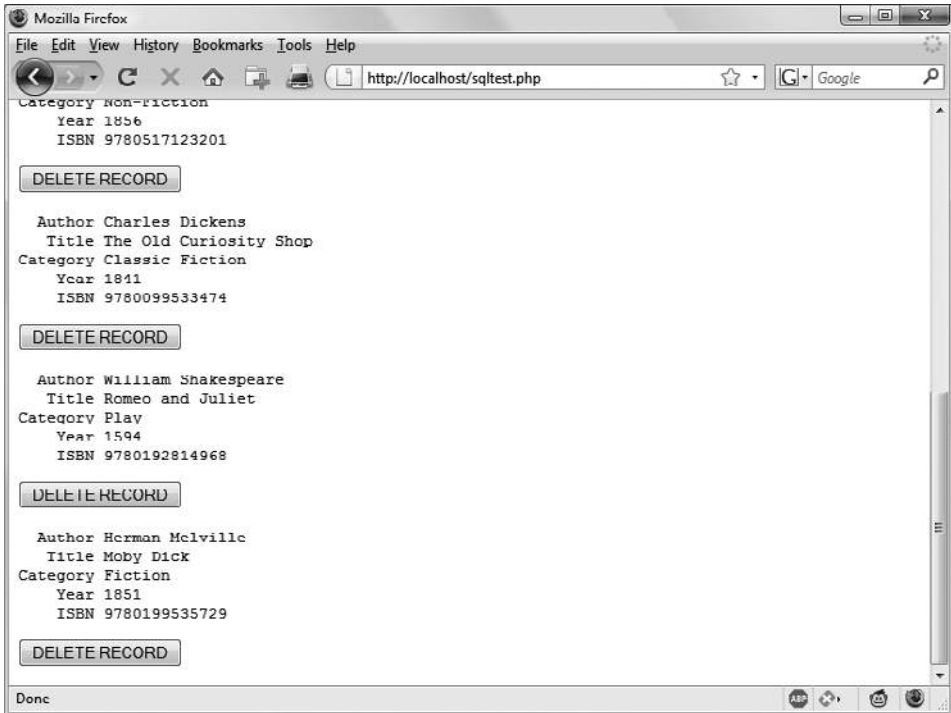 Mozilla Firefox
File Edit View History Bookmarks Tools Help
http://localhost/sqltest.php
G Google
Category Non-Fiction
Year 1856
ISBN 9780517123201
DELETE RECORD
Author Charles Dickens
Title The Old Curiosity Shop
Category Classic Fiction
Year 1841
ISBN 9780099533474
DELETE RECORD
Author William Shakespeare
Title Romeo and Juliet
Category Play
Year 1594
ISBN 9780192814968
DELETE RECORD
Author Herman Melville
Title Moby Dick
Category Fiction
Year 1851
ISBN 9780199535729
DELETE RECORD
Done
ABP